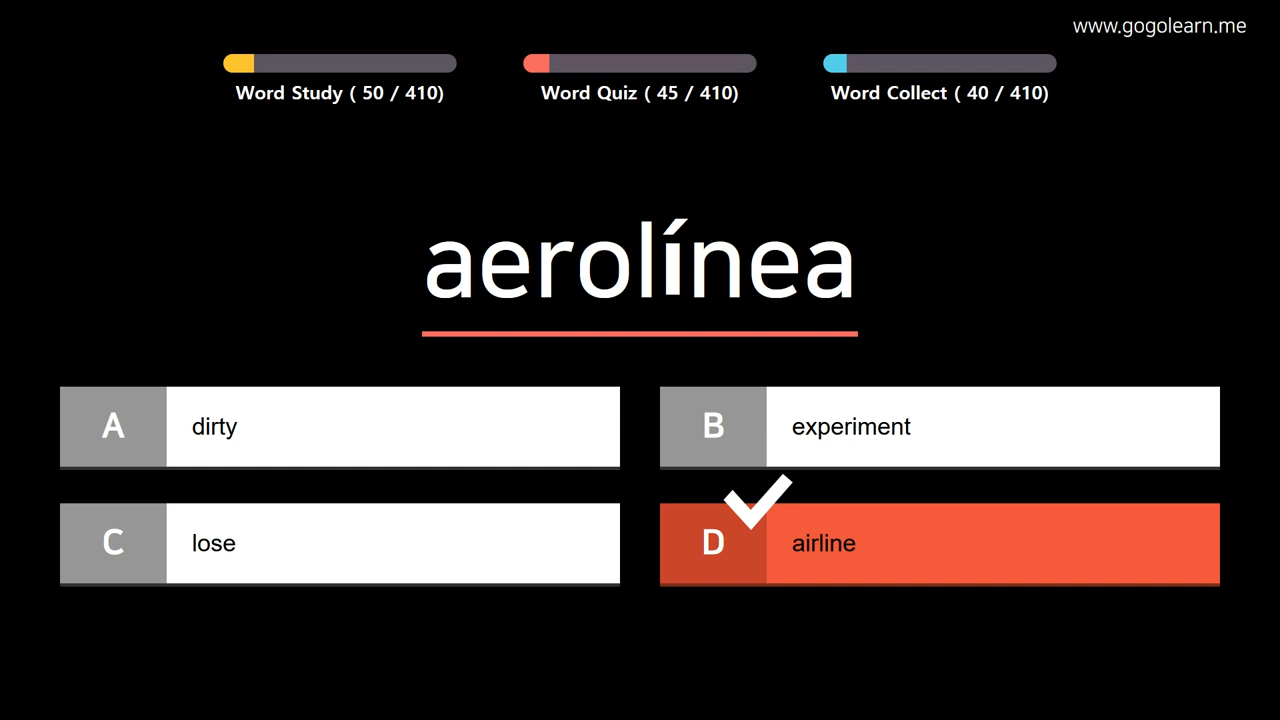 www.gogolearn.me
Word Study ( 50 / 410)
Word Quiz ( 45 / 410)
Word Collect ( 40 / 410)
aerolínea
A dirty
B experiment
C lose
D airline